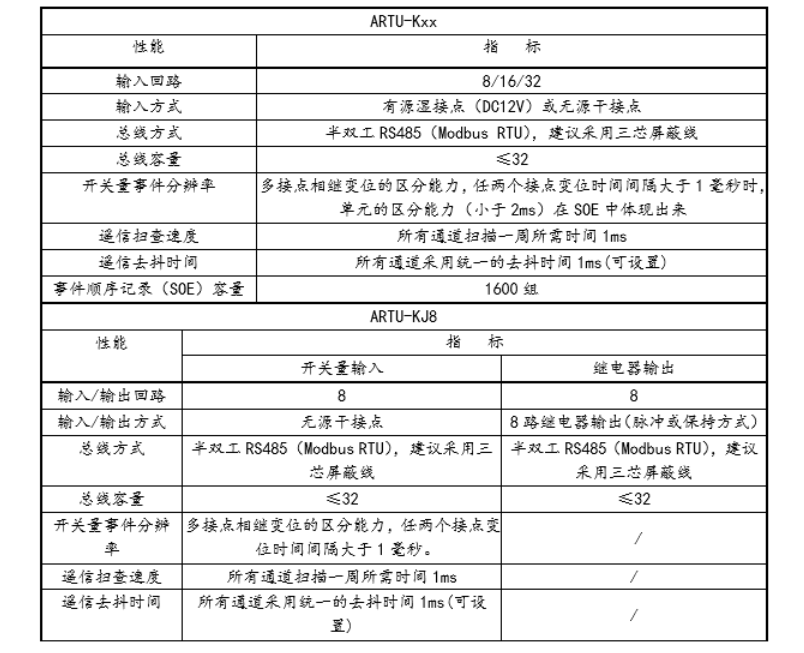 ARTU-Kxx
性能 指 标
输入回路 8/16/32
输入方式 有源湿接点（DC12V）或无源干接点
总线方式 半双工 RS485（Modbus RTU），建议采用三芯屏蔽线
总线容量 ≤32
开关量事件分辨率 多接点相继变位的区分能力，任两个接点变位时间间隔大于 1 毫秒时，
单元的区分能力（小于 2ms）在 SOE 中体现出来
遥信扫查速度 所有通道扫描一周所需时间 1ms
遥信去抖时间 所有通道采用统一的去抖时间 1ms(可设置)
事件顺序记录（SOE）容量 1600 组
ARTU-KJ8
性能 指 标
开关量输入 继电器输出
输入/输出回路 8 8
输入/输出方式 无源干接点 8 路继电器输出(脉冲或保持方式)
总线方式 半双工 RS485（Modbus RTU），建议采用三 半双工 RS485（Modbus RTU），建议
芯屏蔽线 采用三芯屏蔽线
总线容量 ≤32 ≤32
开关量事件分辨 多接点相继变位的区分能力，任两个接点变 /
率 位时间间隔大于 1 毫秒。
遥信扫查速度 所有通道扫描一周所需时间 1ms /
遥信去抖时间 所有通道采用统一的去抖时间 1ms(可设 /
置)